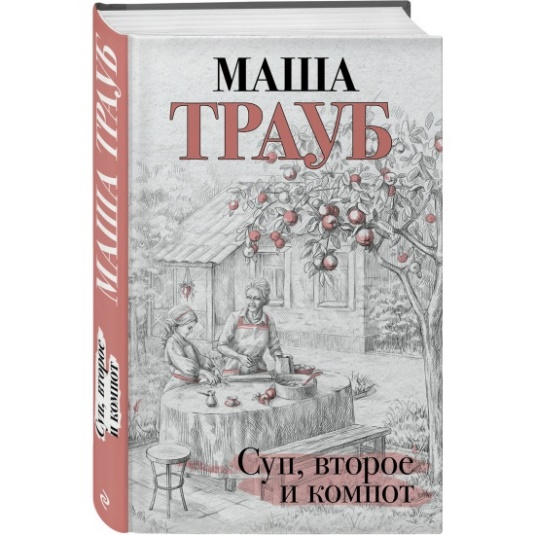 МАША
ТРАУБ
Суп, второе
и компот
МАША ТРАУБ
Суп, второе
и компот